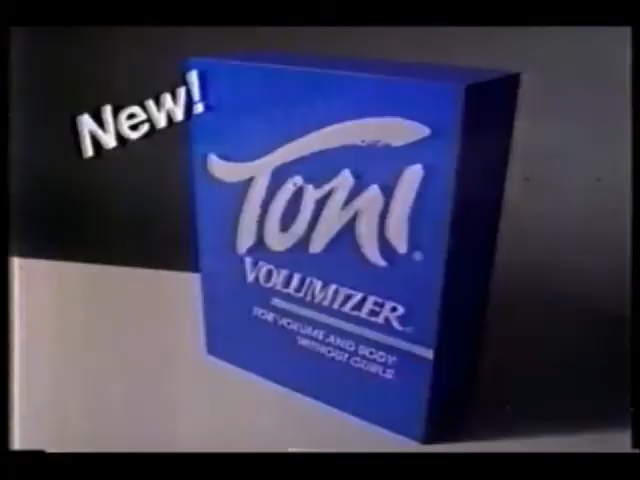 New!
Toni®
VOLUMIZER
FOR VOLUME AND BODY
WITHOUT CURLS.